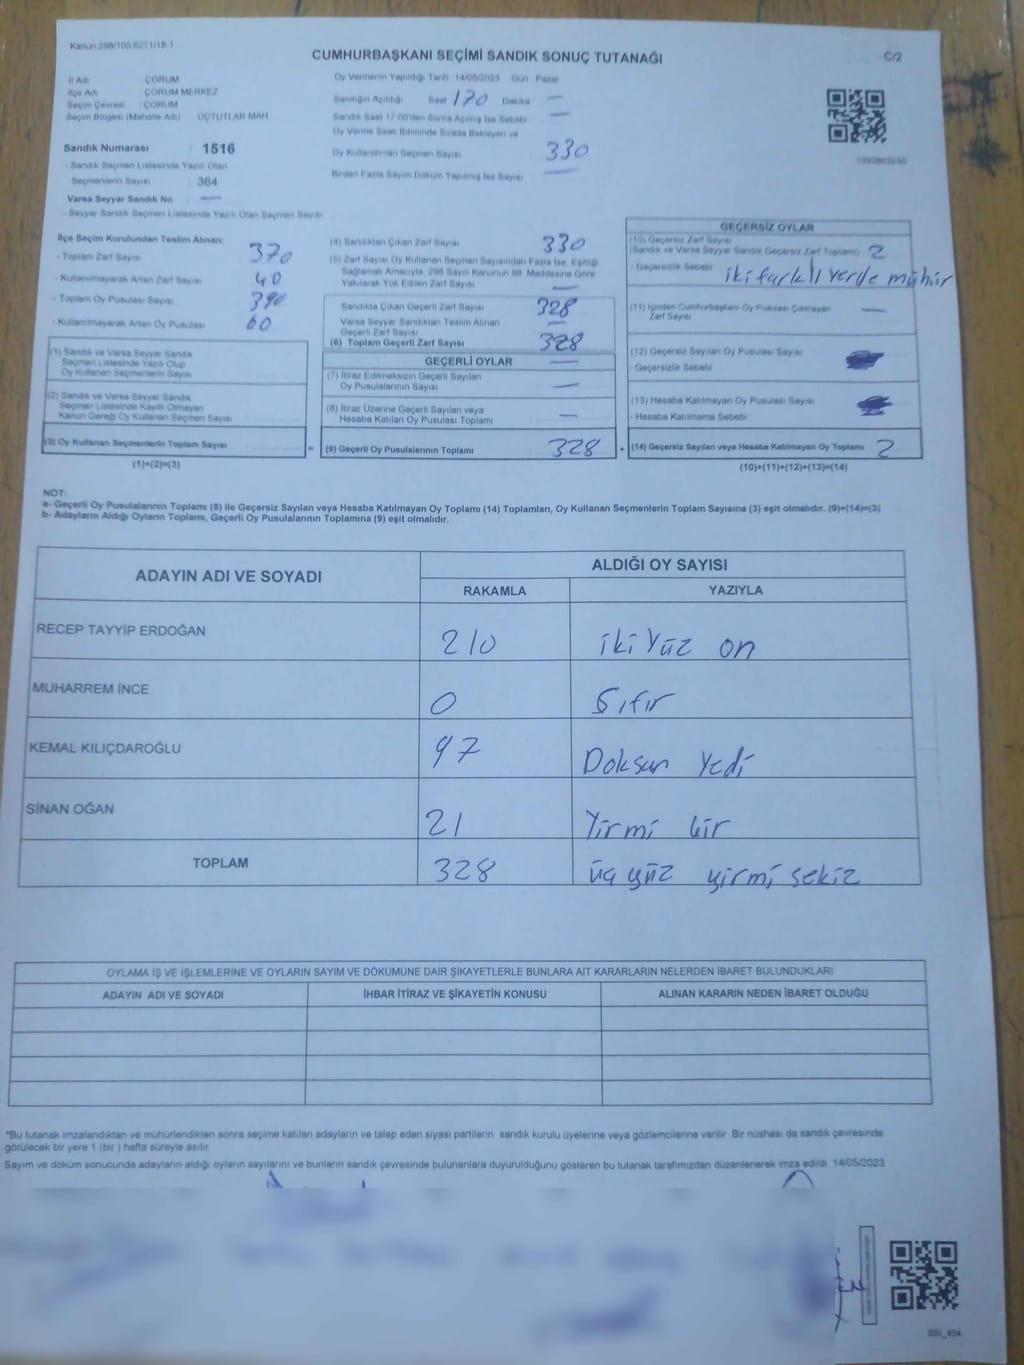 Kanun:298/105 6271/18-1
CUMHURBAŞKANI SEÇİMİ SANDIK SONUÇ TUTANAĞI
C/2
İl Adı ÇORUM
İlçe Adı ÇORUM MERKEZ
Seçim Çevresi : ÇORUM
Seçim Bölgesi (Mahalle Adı) ÜÇTUTLAR MAH
Sandık Numarası : 1516
- Sandık Seçmen Listesinde Yazılı Olan
Seçmenlerin Sayısı : 364
Varsa Seyyar Sandık No —
- Seyyar Sandık Seçmen Listesinde Yazılı Olan Seçmen Sayısı
Oy Vermenin Yapıldığı Tarih 14/05/2023 Gün Pazar
Sandığın Açıldığı Saat 170 Dakika —
Sandık Saat 17.00'den Sonra Açılmış İse Sebebi —
Oy Verme Saati Bitiminde Sırada Bekleyen ve
Oy Kullandırılan Seçmen Sayısı 330
Birden Fazla Sayım Döküm Yapılmış İse Sayısı —
İlçe Seçim Kurulundan Teslim Alınan;
- Toplam Zarf Sayısı 370
- Kullanılmayarak Artan Zarf Sayısı 40
- Toplam Oy Pusulası Sayısı
- Kullanılmayarak Artan Oy Pusulası 60
(1) Sandık ve Varsa Seyyar Sandık
Seçmen Listesinde Yazılı Olup
Oy Kullanan Seçmenlerin Sayısı
(2) Sandık ve Varsa Seyyar Sandık
Seçmen Listesinde Kayıtlı Olmayan
Kanun Gereği Oy Kullanan Seçmen Sayısı
(3) Oy Kullanan Seçmenlerin Toplam Sayısı =
(1)+(2)=(3)
(4) Sandıktan Çıkan Zarf Sayısı 330
(5) Zarf Sayısı Oy Kullanan Seçmen Sayısından Fazla İse, Eşitliği
Sağlamak Amacıyla, 298 Sayılı Kanunun 98. Maddesine Göre
Yakılarak Yok Edilen Zarf Sayısı —
Sandıkta Çıkan Geçerli Zarf Sayısı 328
Varsa Seyyar Sandıktan Teslim Alınan
Geçerli Zarf Sayısı —
(6) Toplam Geçerli Zarf Sayısı 328
GEÇERLİ OYLAR —
(7) İtiraz Edilmeksizin Geçerli Sayılan
Oy Pusulalarının Sayısı —
(8) İtiraz Üzerine Geçerli Sayılan veya
Hesaba Katılan Oy Pusulası Toplamı —
(9) Geçerli Oy Pusulalarının Toplamı 328 +
GEÇERSİZ OYLAR
(10) Geçersiz Zarf Sayısı
(Sandık ve Varsa Seyyar Sandık Geçersiz Zarf Toplamı) 2
- Geçersizlik Sebebi iki farklı yerde mühür
(11) İçinden Cumhurbaşkanı Oy Pusulası Çıkmayan
Zarf Sayısı —
(12) Geçersiz Sayılan Oy Pusulası Sayısı
- Geçersizlik Sebebi
(13) Hesaba Katılmayan Oy Pusulası Sayısı
- Hesaba Katılmama Sebebi
(14) Geçersiz Sayılan veya Hesaba Katılmayan Oy Toplamı 2
(10)+(11)+(12)+(13)=(14)
NOT:
a- Geçerli Oy Pusulalarının Toplamı (9) ile Geçersiz Sayılan veya Hesaba Katılmayan Oy Toplamı (14) Toplamları, Oy Kullanan Seçmenlerin Toplam Sayısına (3) eşit olmalıdır. (9)+(14)=(3)
b- Adayların Aldığı Oyların Toplamı, Geçerli Oy Pusulalarının Toplamına (9) eşit olmalıdır.
ADAYIN ADI VE SOYADI
ALDIĞI OY SAYISI
RAKAMLA YAZIYLA
RECEP TAYYİP ERDOĞAN 210 iki Yüz on
MUHARREM İNCE 0 Sıfır
KEMAL KILIÇDAROĞLU 97 Doksan Yedi
SİNAN OĞAN 21 Yirmi bir
TOPLAM 328 üç yüz yirmi sekiz
OYLAMA İŞ VE İŞLEMLERİNE VE OYLARIN SAYIM VE DÖKÜMÜNE DAİR ŞİKAYETLERLE BUNLARA AİT KARARLARIN NELERDEN İBARET BULUNDUKLARI
ADAYIN ADI VE SOYADI İHBAR İTİRAZ VE ŞİKAYETİN KONUSU ALINAN KARARIN NEDEN İBARET OLDUĞU
*Bu tutanak imzalandıktan ve mühürlendikten sonra seçime katılan adayların ve talep eden siyasi partilerin sandık kurulu üyelerine veya gözlemcilerine verilir. Bir nüshası da sandık çevresinde
görülecek bir yere 1 (bir ) hafta süreyle asılır.
Sayım ve döküm sonucunda adayların aldığı oyların sayılarını ve bunların sandık çevresinde bulunanlara duyurulduğunu gösteren bu tutanak tarafımızdan düzenlenerek imza edildi. 14/05/2023